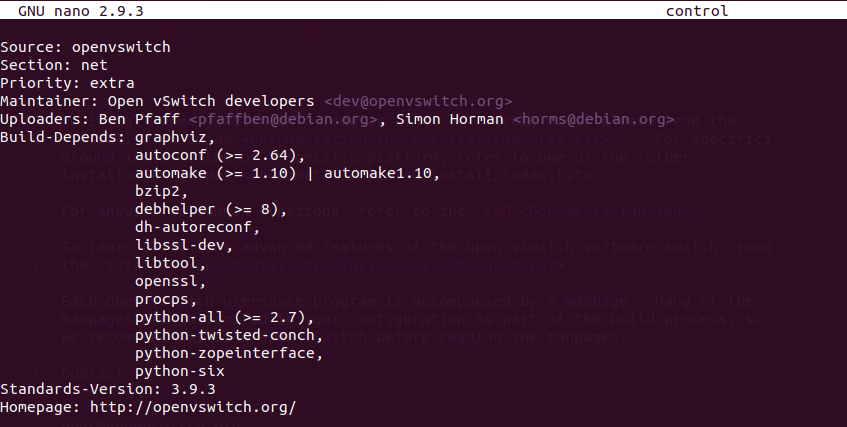 GNU nano 2.9.3 control
Source: openvswitch
Section: net
Priority: extra
Maintainer: Open vSwitch developers <dev@openvswitch.org>
Uploaders: Ben Pfaff <pfaffben@debian.org>, Simon Horman <horms@debian.org>
Build-Depends: graphviz,
autoconf (>= 2.64),
automake (>= 1.10) | automake1.10,
bzip2,
debhelper (>= 8),
dh-autoreconf,
libssl-dev,
libtool,
openssl,
procps,
python-all (>= 2.7),
python-twisted-conch,
python-zopeinterface,
python-six
Standards-Version: 3.9.3
Homepage: http://openvswitch.org/